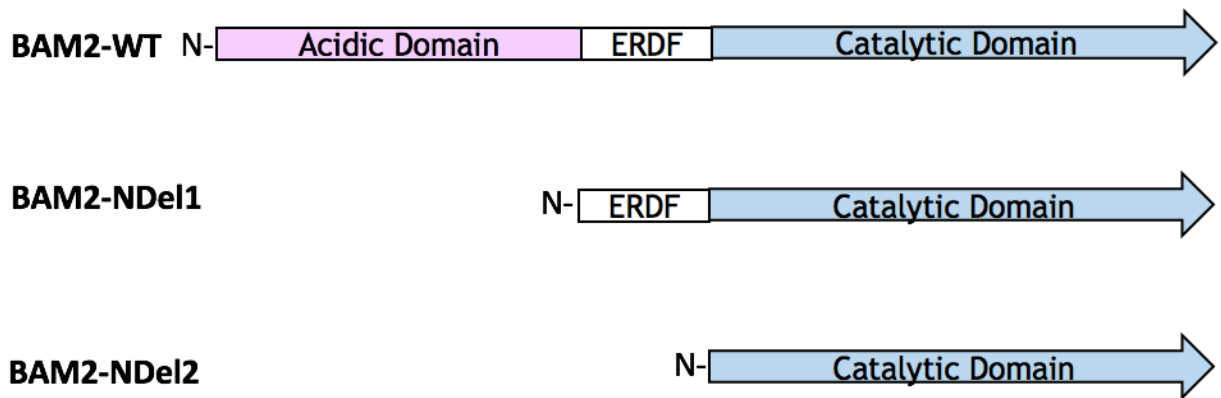 BAM2-WT N- Acidic Domain ERDF Catalytic Domain
BAM2-NDel1 N- ERDF Catalytic Domain
BAM2-NDel2 N- Catalytic Domain